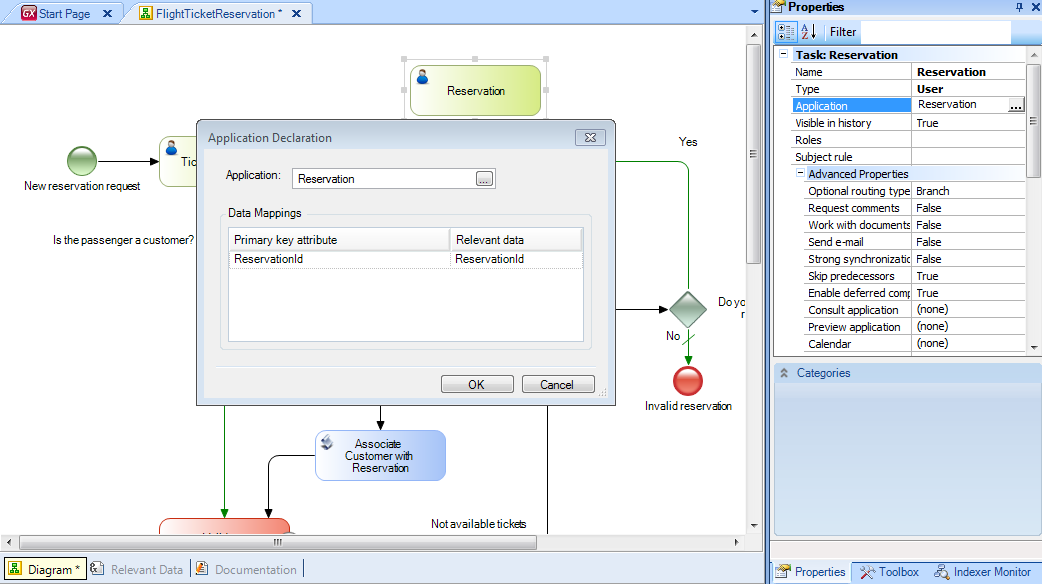 GX Start Page
FlightTicketReservation *
Properties
Filter
Task: Reservation
Name Reservation
Type User
Application Reservation ...
Visible in history True
Roles
Subject rule
Advanced Properties
Optional routing type Branch
Request comments False
Work with documents False
Send e-mail False
Strong synchronizatic False
Skip predecessors True
Enable deferred comp True
Consult application (none)
Preview application (none)
Calendar (none)
Categories
Reservation
Yes
New reservation request
Tic
Is the passenger a customer?
Application Declaration
Application: Reservation ...
Data Mappings
Primary key attribute Relevant data
ReservationId ReservationId
OK Cancel
Do yo
r
No
Invalid reservation
Associate
Customer with
Reservation
Not available tickets
Diagram *
Relevant Data
Documentation
Properties
Toolbox
Indexer Monitor